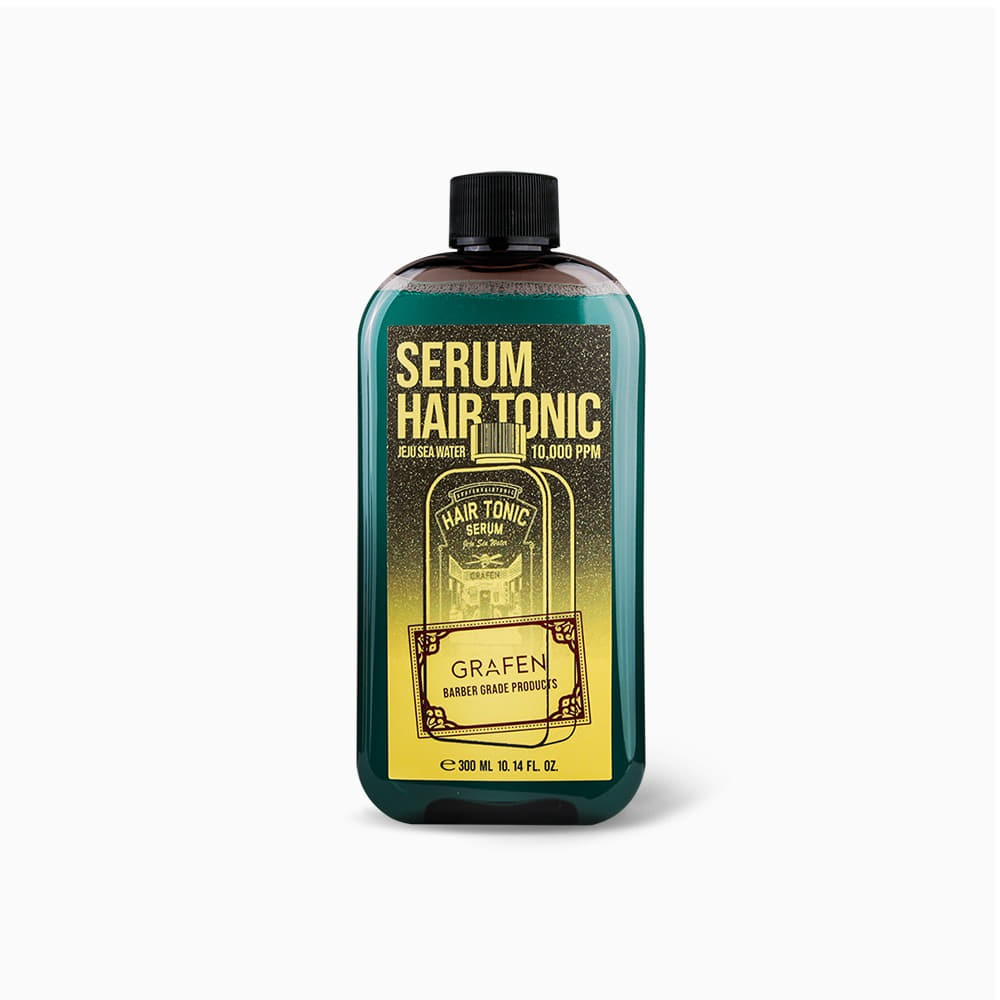 SERUM
HAIR TONIC
JEJU SEA WATER 10,000 PPM
HAIR TONIC
SERUM
Jeju Sea Water
GRAFEN
GRAFEN
BARBER GRADE PRODUCTS
℮ 300 ML 10. 14 FL. OZ.